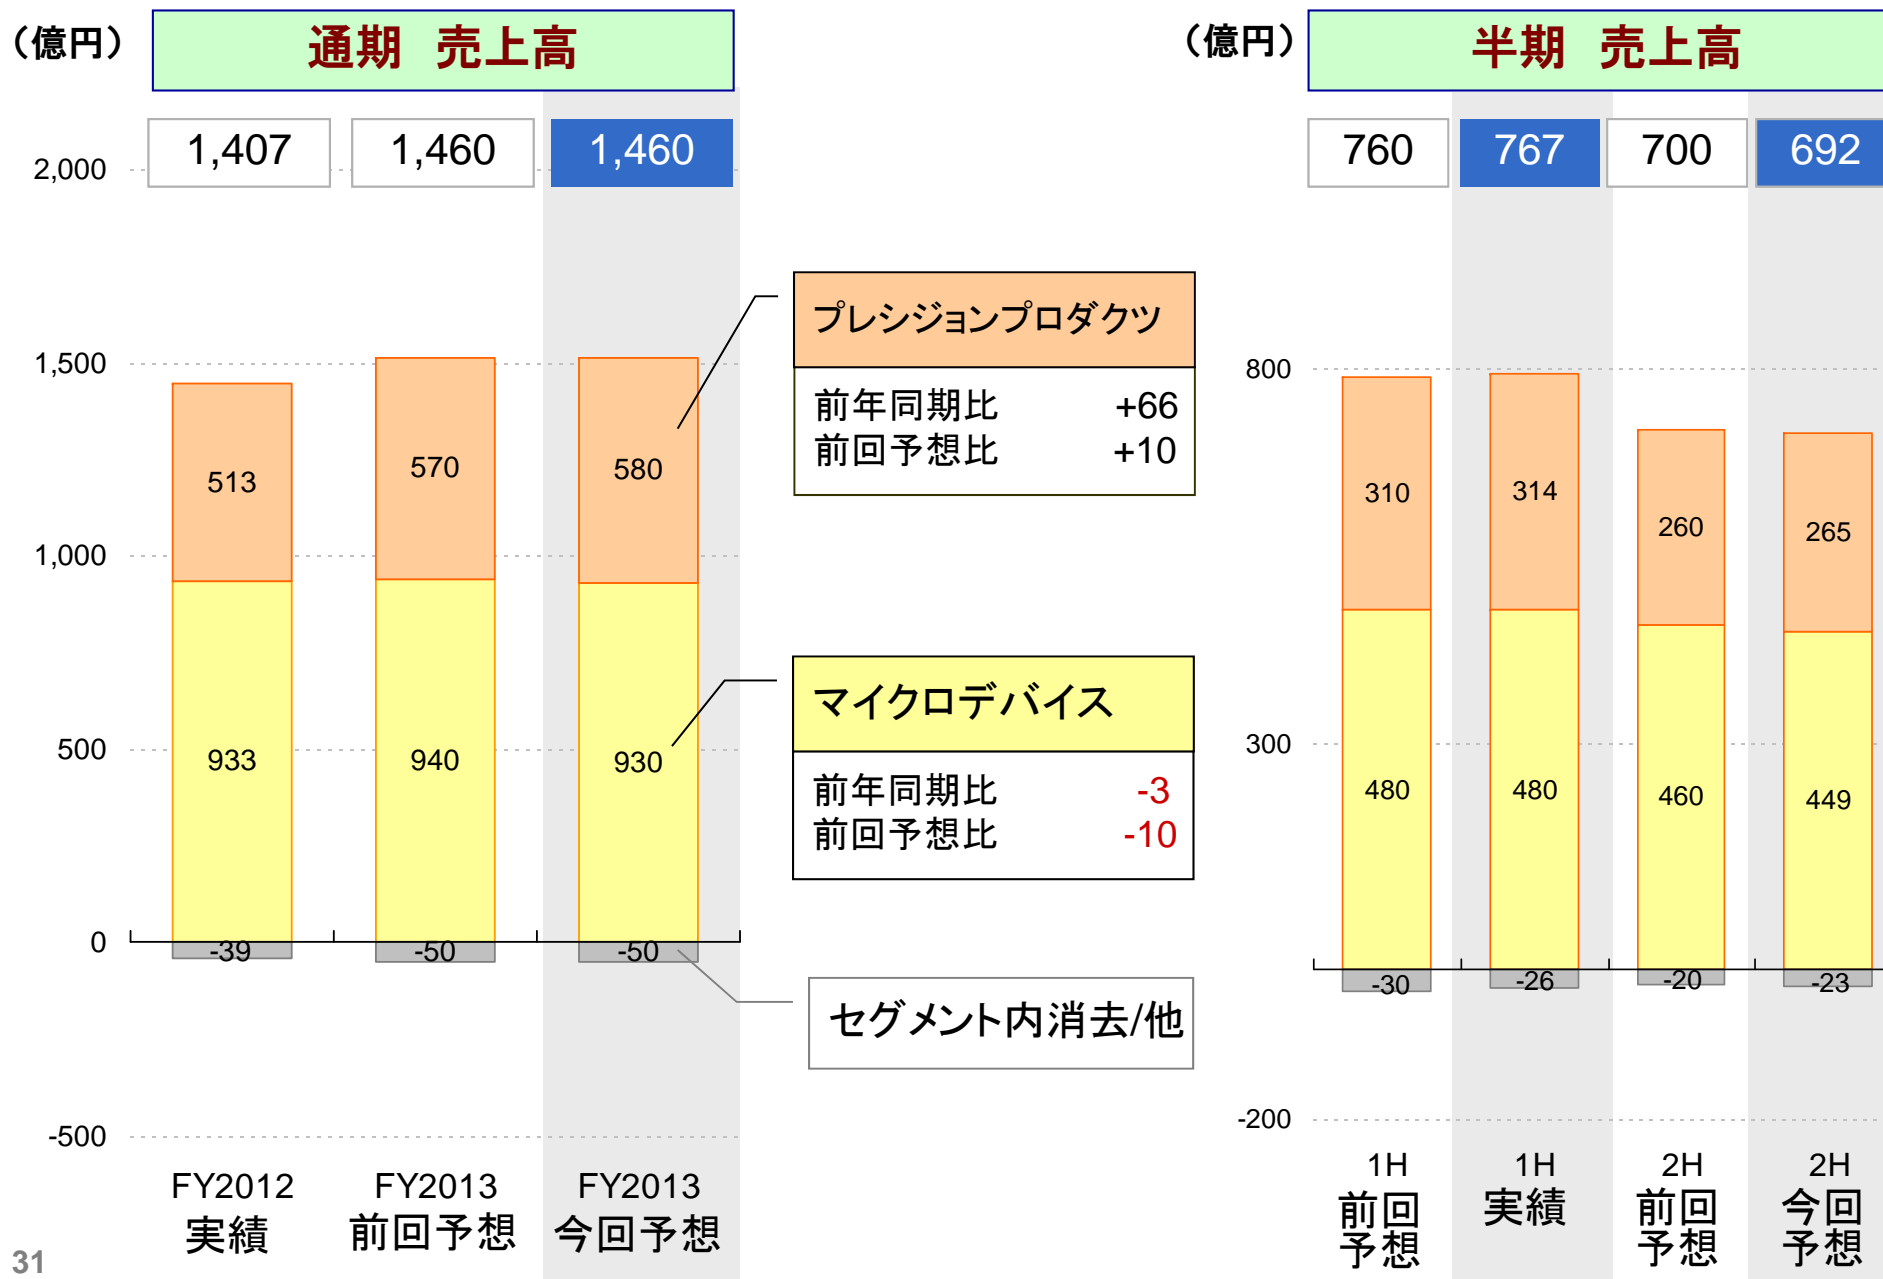 （億円）
通期 売上高
1,407
1,460
1,460
2,000
1,500
1,000
500
0
-500
513
570
580
933
940
930
-39
-50
-50
FY2012
実績
FY2013
前回予想
FY2013
今回予想
プレシジョンプロダクツ
前年同期比 +66
前回予想比 +10
マイクロデバイス
前年同期比 -3
前回予想比 -10
セグメント内消去/他
（億円）
半期 売上高
760
767
700
692
800
300
-200
310
314
260
265
480
480
460
449
-30
-26
-20
-23
1H
前回
予想
1H
実績
2H
前回
予想
2H
今回
予想
31